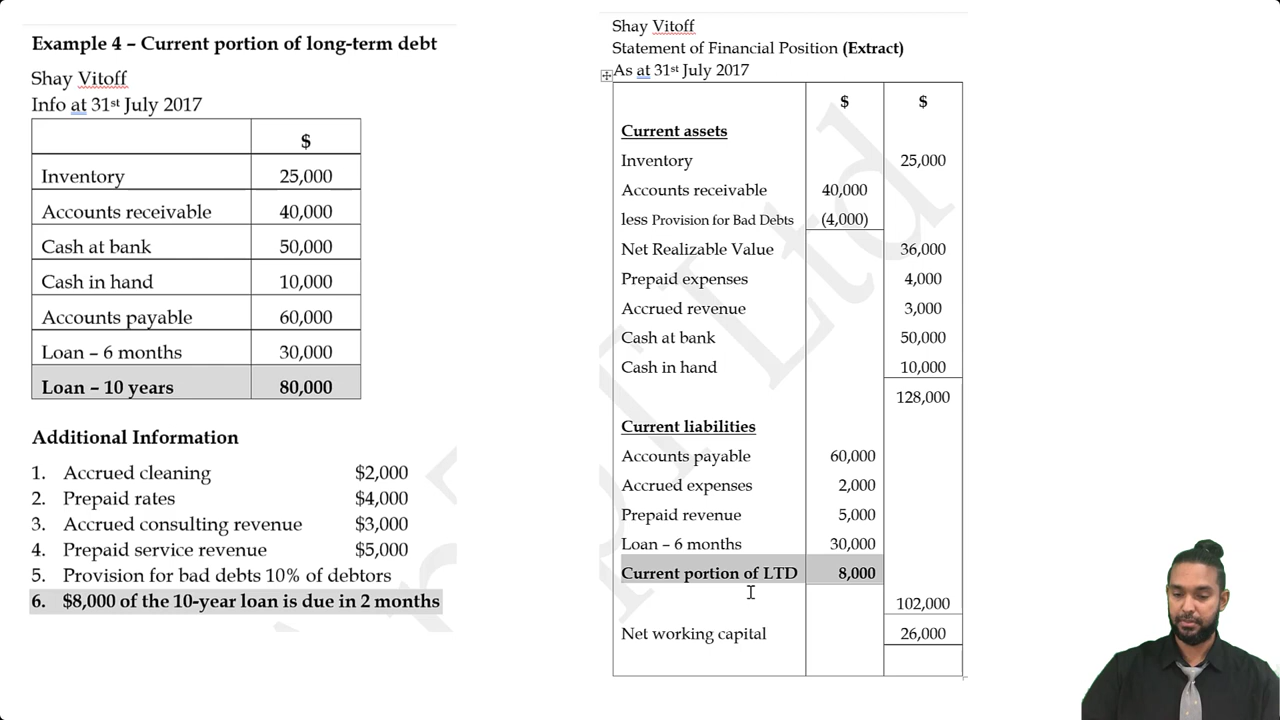 Example 4 – Current portion of long-term debt
Shay Vitoff
Info at 31st July 2017
$
Inventory 25,000
Accounts receivable 40,000
Cash at bank 50,000
Cash in hand 10,000
Accounts payable 60,000
Loan – 6 months 30,000
Loan – 10 years 80,000
Additional Information
1. Accrued cleaning $2,000
2. Prepaid rates $4,000
3. Accrued consulting revenue $3,000
4. Prepaid service revenue $5,000
5. Provision for bad debts 10% of debtors
6. $8,000 of the 10-year loan is due in 2 months
Shay Vitoff
Statement of Financial Position (Extract)
As at 31st July 2017
$ $
Current assets
Inventory 25,000
Accounts receivable 40,000
less Provision for Bad Debts (4,000)
Net Realizable Value 36,000
Prepaid expenses 4,000
Accrued revenue 3,000
Cash at bank 50,000
Cash in hand 10,000
128,000
Current liabilities
Accounts payable 60,000
Accrued expenses 2,000
Prepaid revenue 5,000
Loan – 6 months 30,000
Current portion of LTD 8,000
102,000
Net working capital 26,000
Ltd